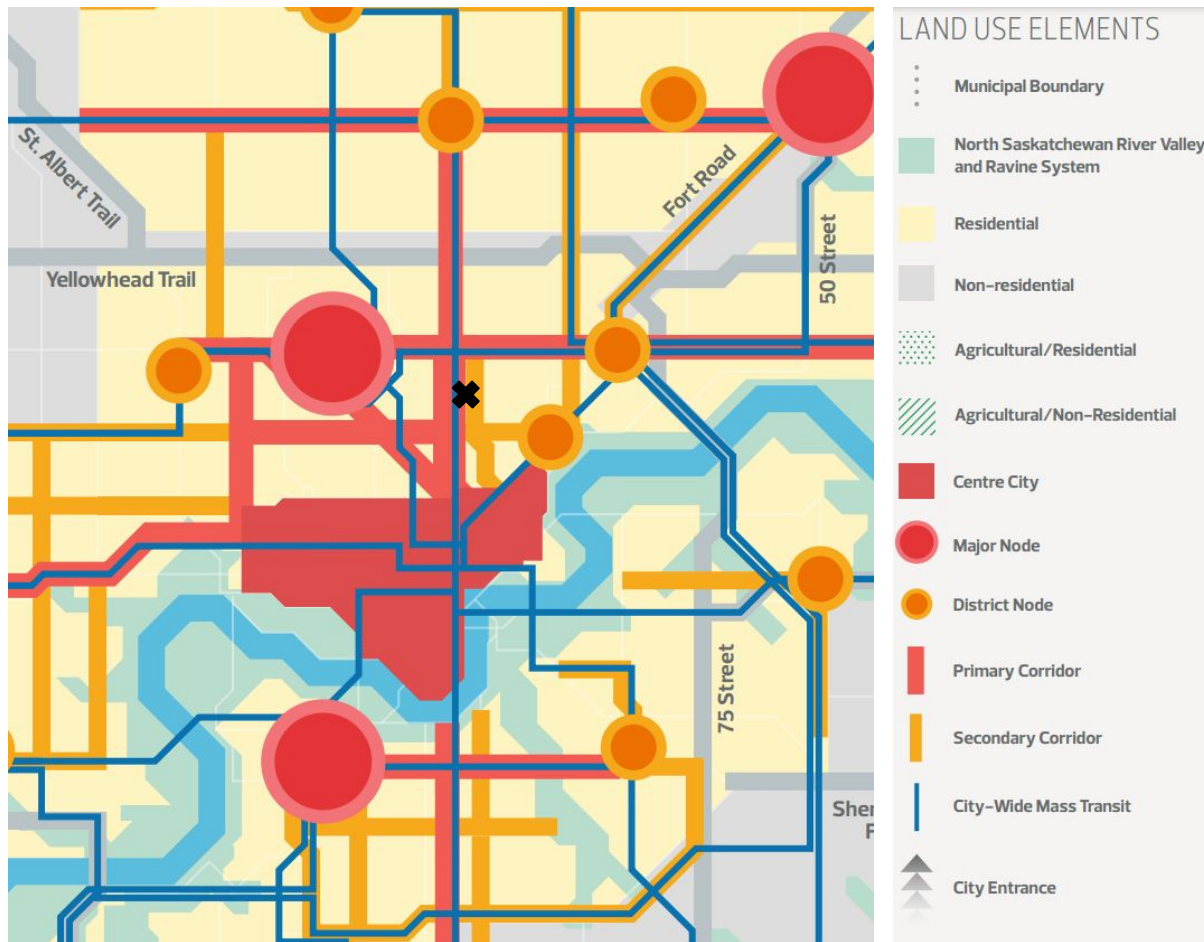 St. Albert Trail
Fort Road
50 Street
Yellowhead Trail
75 Street
LAND USE ELEMENTS
Municipal Boundary
North Saskatchewan River Valley
and Ravine System
Residential
Non-residential
Agricultural/Residential
Agricultural/Non-Residential
Centre City
Major Node
District Node
Primary Corridor
Secondary Corridor
City-Wide Mass Transit
City Entrance